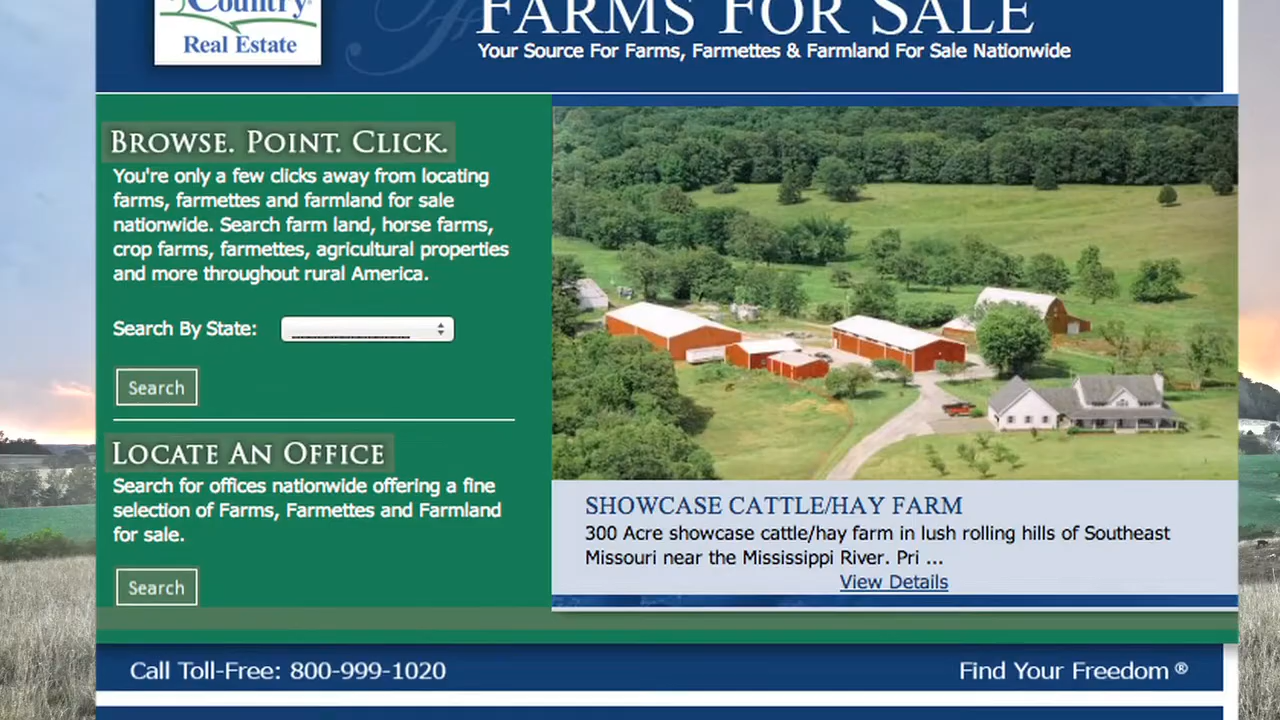 Country®
Real Estate
FARMS FOR SALE
Your Source For Farms, Farmettes & Farmland For Sale Nationwide
BROWSE. POINT. CLICK.
You're only a few clicks away from locating
farms, farmettes and farmland for sale
nationwide. Search farm land, horse farms,
crop farms, farmettes, agricultural properties
and more throughout rural America.
Search By State:
Search
LOCATE AN OFFICE
Search for offices nationwide offering a fine
selection of Farms, Farmettes and Farmland
for sale.
Search
SHOWCASE CATTLE/HAY FARM
300 Acre showcase cattle/hay farm in lush rolling hills of Southeast
Missouri near the Mississippi River. Pri ...
View Details
Call Toll-Free: 800-999-1020
Find Your Freedom ®